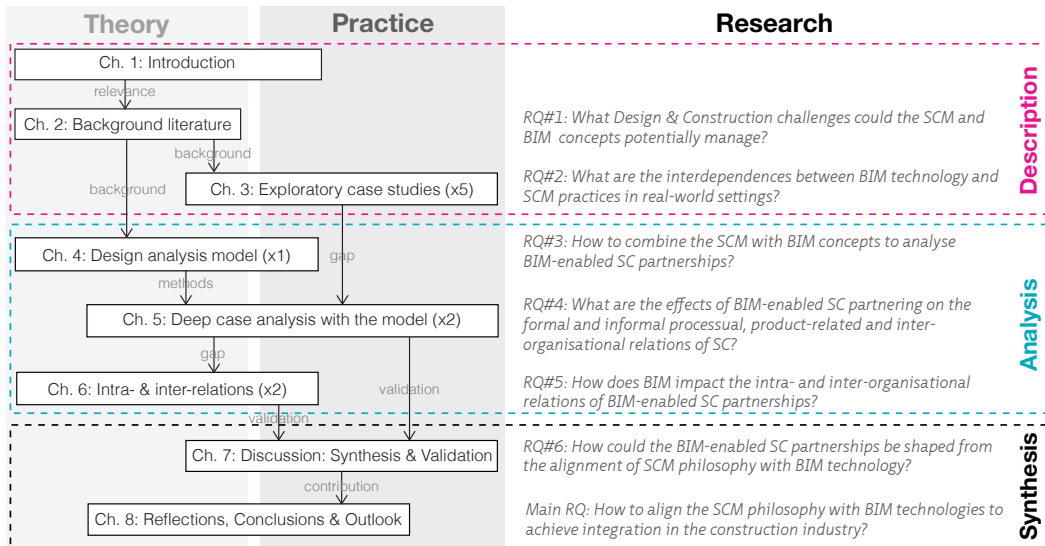 Theory
Practice
Research
Ch. 1: Introduction
relevance
Ch. 2: Background literature
RQ#1: What Design & Construction challenges could the SCM and
BIM concepts potentially manage?
background
background
Ch. 3: Exploratory case studies (x5)
RQ#2: What are the interdependences between BIM technology and
SCM practices in real-world settings?
Description
Ch. 4: Design analysis model (x1)
gap
RQ#3: How to combine the SCM with BIM concepts to analyse
BIM-enabled SC partnerships?
methods
Ch. 5: Deep case analysis with the model (x2)
RQ#4: What are the effects of BIM-enabled SC partnering on the
formal and informal processual, product-related and inter-
organisational relations of SC?
gap
Ch. 6: Intra- & inter-relations (x2)
validation
RQ#5: How does BIM impact the intra- and inter-organisational
relations of BIM-enabled SC partnerships?
Analysis
validation
Ch. 7: Discussion: Synthesis & Validation
RQ#6: How could the BIM-enabled SC partnerships be shaped from
the alignment of SCM philosophy with BIM technology?
contribution
Ch. 8: Reflections, Conclusions & Outlook
Main RQ: How to align the SCM philosophy with BIM technologies to
achieve integration in the construction industry?
Synthesis